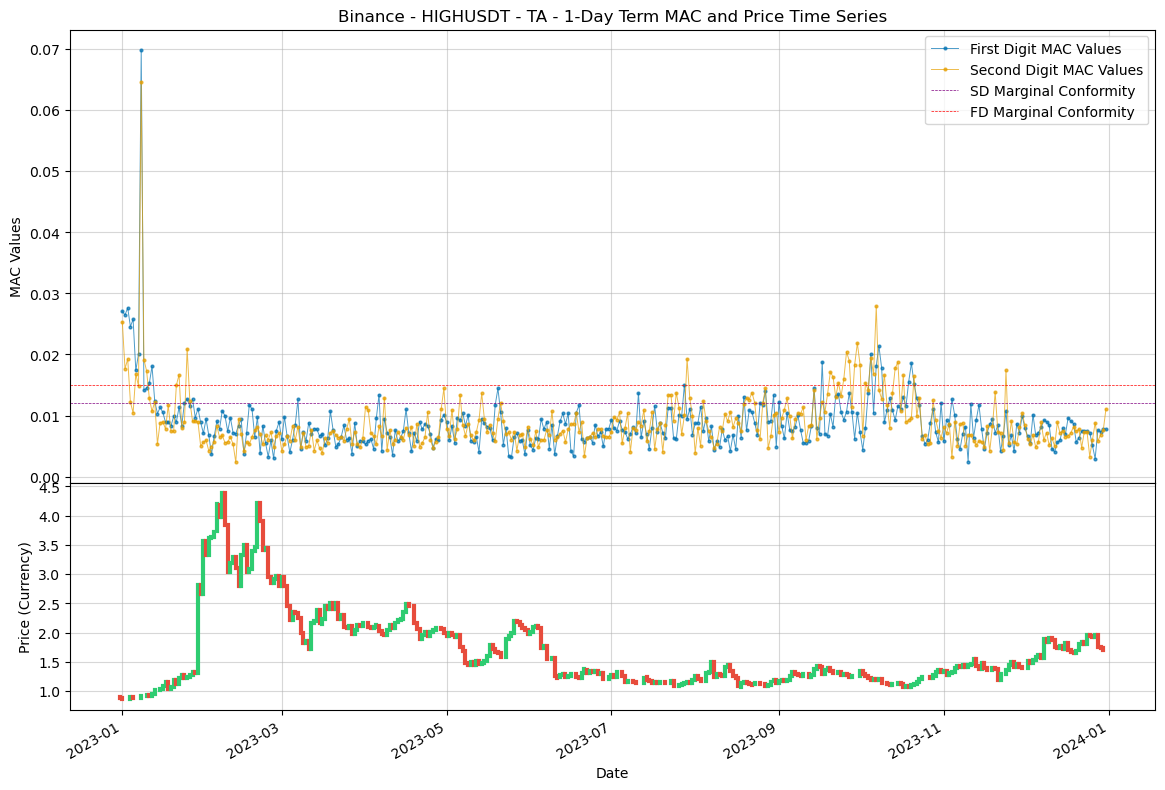 Binance - HIGHUSDT - TA - 1-Day Term MAC and Price Time Series
First Digit MAC Values
Second Digit MAC Values
SD Marginal Conformity
FD Marginal Conformity
MAC Values
0.07
0.06
0.05
0.04
0.03
0.02
0.01
0.00
Price (Currency)
4.5
4.0
3.5
3.0
2.5
2.0
1.5
1.0
2023-01
2023-03
2023-05
2023-07
2023-09
2023-11
2024-01
Date